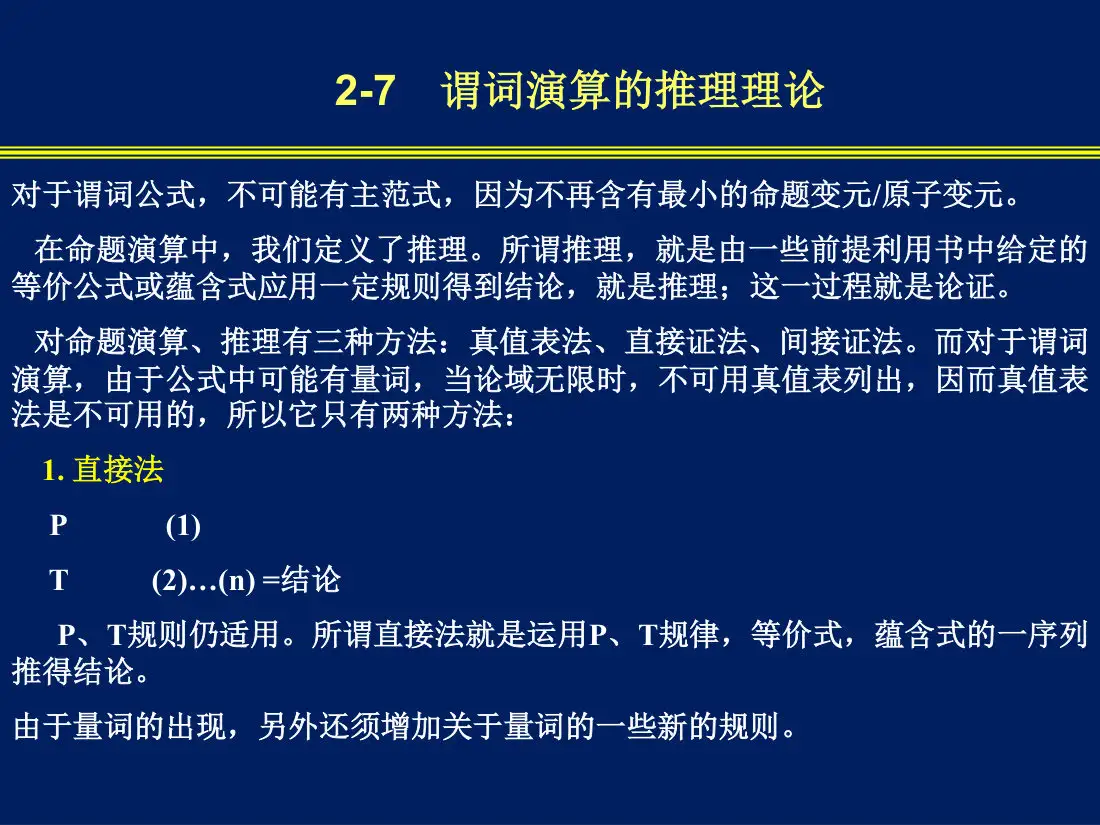 2-7 谓词演算的推理理论
对于谓词公式，不可能有主范式，因为不再含有最小的命题变元/原子变元。
在命题演算中，我们定义了推理。所谓推理，就是由一些前提利用书中给定的
等价公式或蕴含式应用一定规则得到结论，就是推理；这一过程就是论证。
对命题演算、推理有三种方法：真值表法、直接证法、间接证法。而对于谓词
演算，由于公式中可能有量词，当论域无限时，不可用真值表列出，因而真值表
法是不可用的，所以它只有两种方法：
1. 直接法
P (1)
T (2)…(n) =结论
P、T规则仍适用。所谓直接法就是运用P、T规律，等价式，蕴含式的一序列
推得结论。
由于量词的出现，另外还须增加关于量词的一些新的规则。